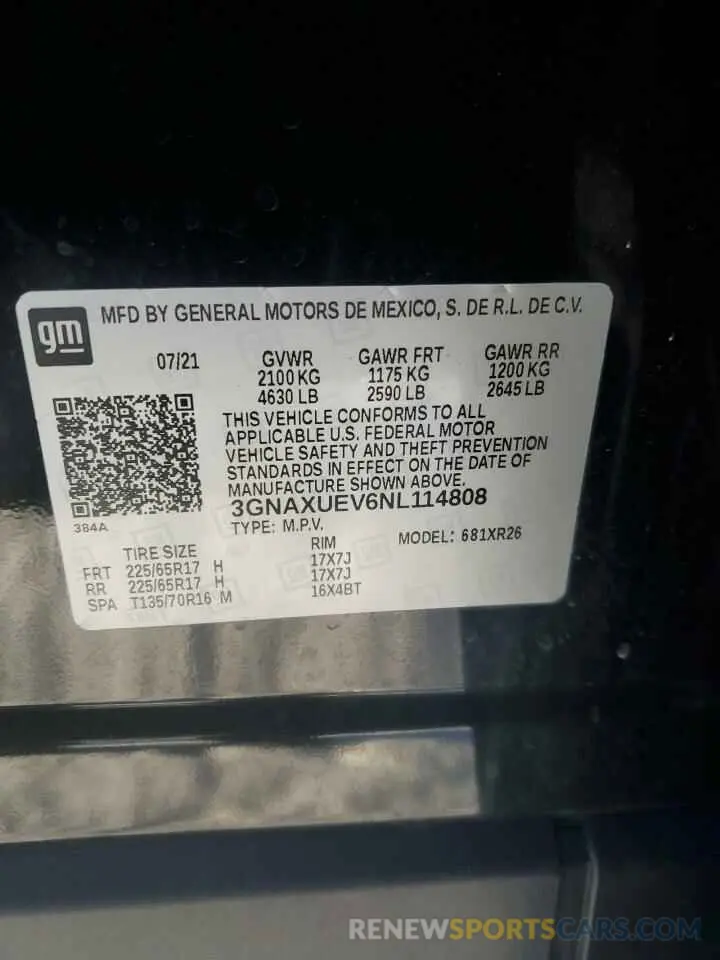 gm
MFD BY GENERAL MOTORS DE MEXICO, S. DE R.L. DE C.V.
07/21 GVWR GAWR FRT GAWR RR
2100 KG 1175 KG 1200 KG
4630 LB 2590 LB 2645 LB
THIS VEHICLE CONFORMS TO ALL
APPLICABLE U.S. FEDERAL MOTOR
VEHICLE SAFETY AND THEFT PREVENTION
STANDARDS IN EFFECT ON THE DATE OF
MANUFACTURE SHOWN ABOVE.
3GNAXUEV6NL114808
384A
TYPE: M.P.V. MODEL: 681XR26
TIRE SIZE RIM
FRT 225/65R17 H 17X7J
RR 225/65R17 H 17X7J
SPA T135/70R16 M 16X4BT
RENEWSPORTSCARS.COM